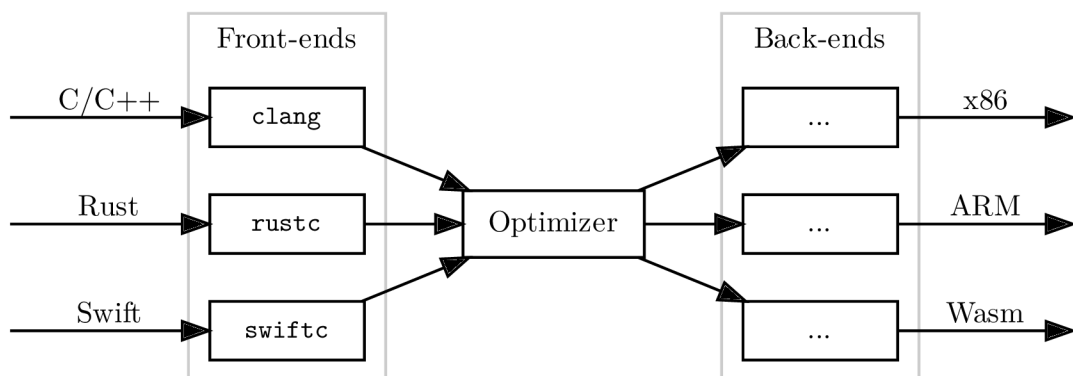 Front-ends
Back-ends
C/C++
clang
...
x86
Rust
rustc
Optimizer
...
ARM
Swift
swiftc
...
Wasm